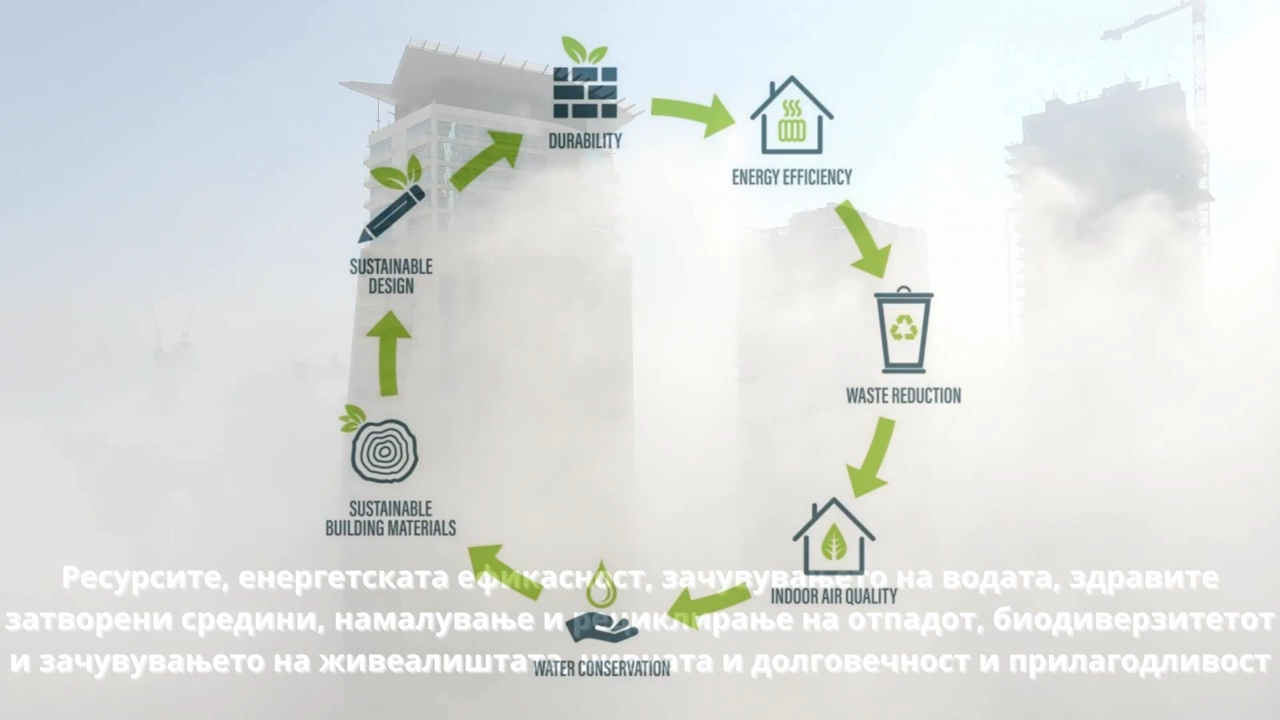 DURABILITY
ENERGY EFFICIENCY
SUSTAINABLE
DESIGN
WASTE REDUCTION
SUSTAINABLE
BUILDING MATERIALS
INDOOR AIR QUALITY
WATER CONSERVATION
Ресурсите, енергетската ефикасност, зачувувањето на водата, здравите
затворени средини, намалување и рециклирање на отпадот, биодиверзитетот
и зачувувањето на живеалиштата и долговечност и прилагодливост